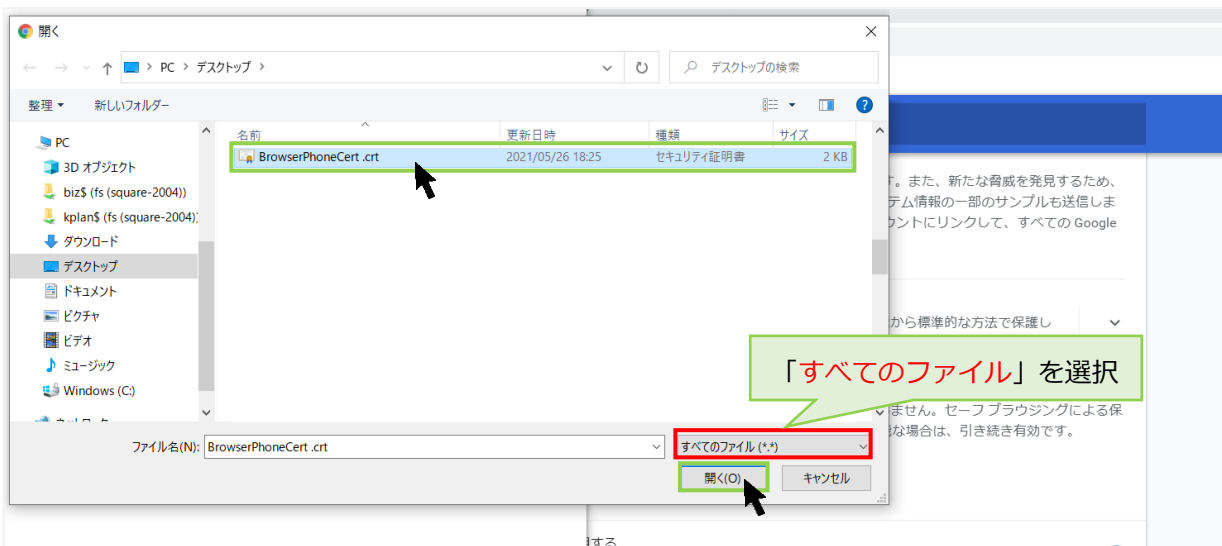 開く
PC > デスクトップ >
デスクトップの検索
整理 新しいフォルダー
名前 更新日時 種類 サイズ
BrowserPhoneCert .crt 2021/05/26 18:25 セキュリティ証明書 2 KB
PC
3D オブジェクト
biz$ (fs (square-2004))
kplan$ (fs (square-2004))
ダウンロード
デスクトップ
ドキュメント
ピクチャ
ビデオ
ミュージック
Windows (C:)
す。また、新たな脅威を発見するため、
テム情報の一部のサンプルも送信しま
ウントにリンクして、すべての Google
から標準的な方法で保護し
「すべてのファイル」を選択
ません。セーフ ブラウジングによる保
な場合は、引き続き有効です。
ファイル名(N): BrowserPhoneCert .crt すべてのファイル (*.*)
開く(O) キャンセル
する